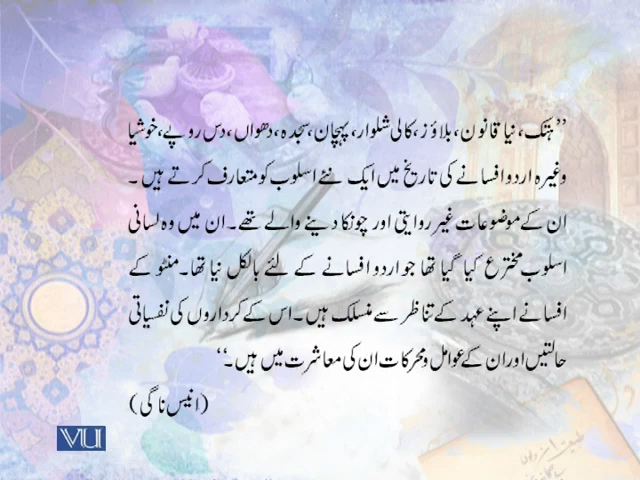 ’’ہتک، نیا قانون، بلاؤز، کالی شلوار، پہچان، سجدہ، دھواں، دس روپے، خوشیا
وغیرہ اردو افسانے کی تاریخ میں ایک نئے اسلوب کو متعارف کرتے ہیں۔
ان کے موضوعات غیر روایتی اور چونکا دینے والے تھے۔ ان میں وہ لسانی
اسلوب مخترع کیا گیا تھا جو اردو افسانے کے لئے بالکل نیا تھا۔ منٹو کے
افسانے اپنے عہد کے تناظر سے منسلک ہیں۔ اس کے کرداروں کی نفسیاتی
حالتیں اور ان کے عوامل و محرکات ان کی معاشرت میں ہیں۔‘‘
(انیس ناگی)
VU